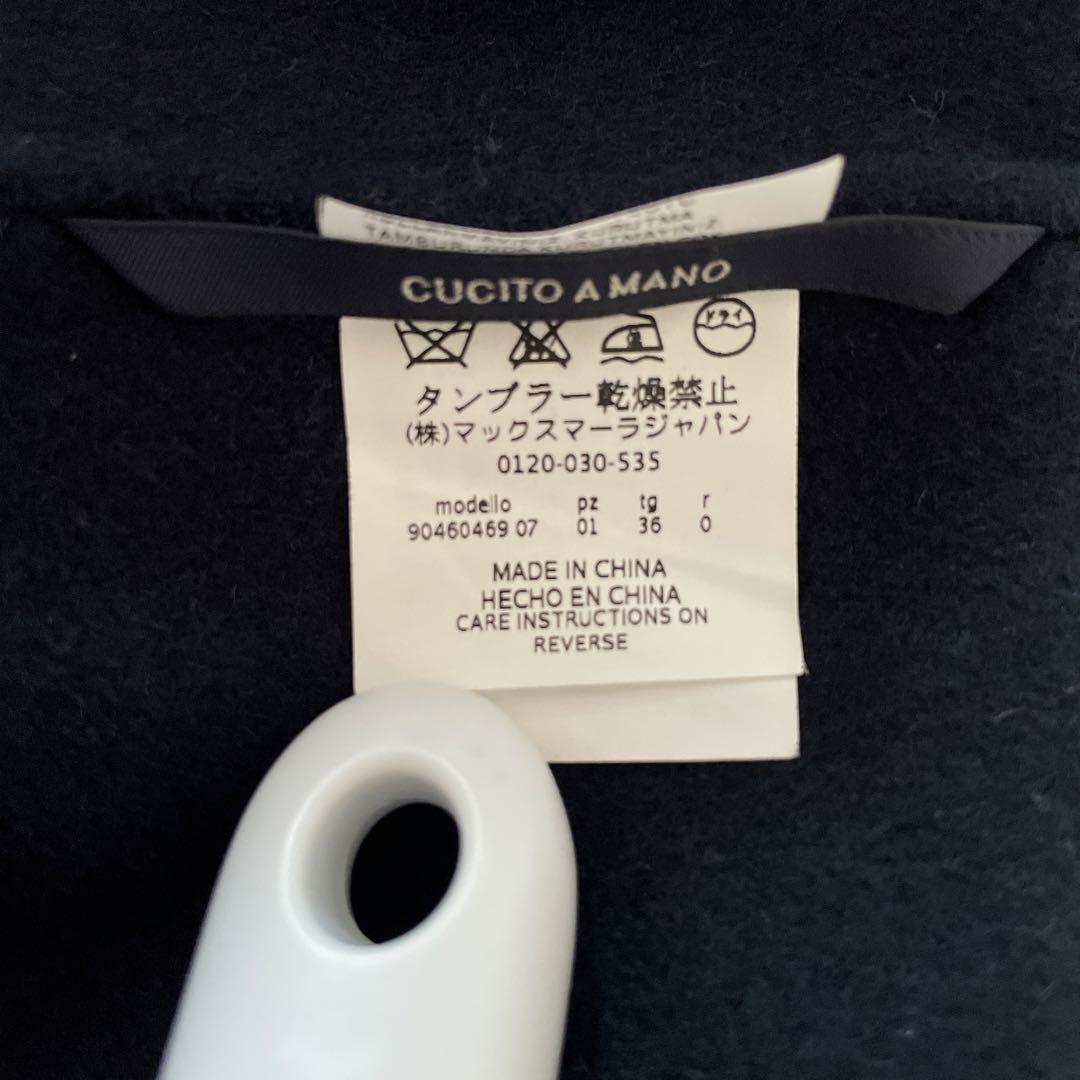 CUCITO A MANO
ドライ
タンブラー乾燥禁止
(株)マックスマーラジャパン
0120-030-535
modello pz tg r
90460469 07 01 36 0
MADE IN CHINA
HECHO EN CHINA
CARE INSTRUCTIONS ON
REVERSE